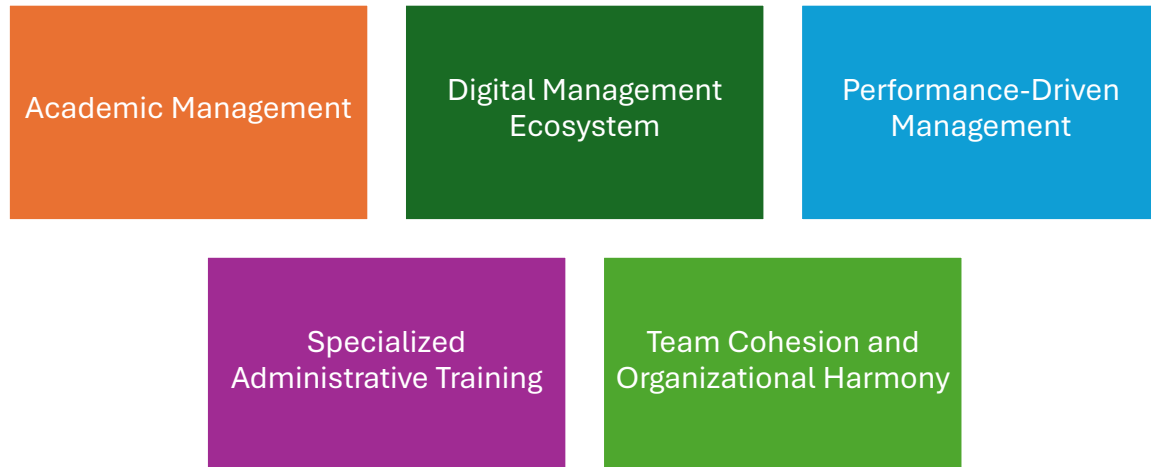 Academic Management
Digital Management
Ecosystem
Performance-Driven
Management
Specialized
Administrative Training
Team Cohesion and
Organizational Harmony